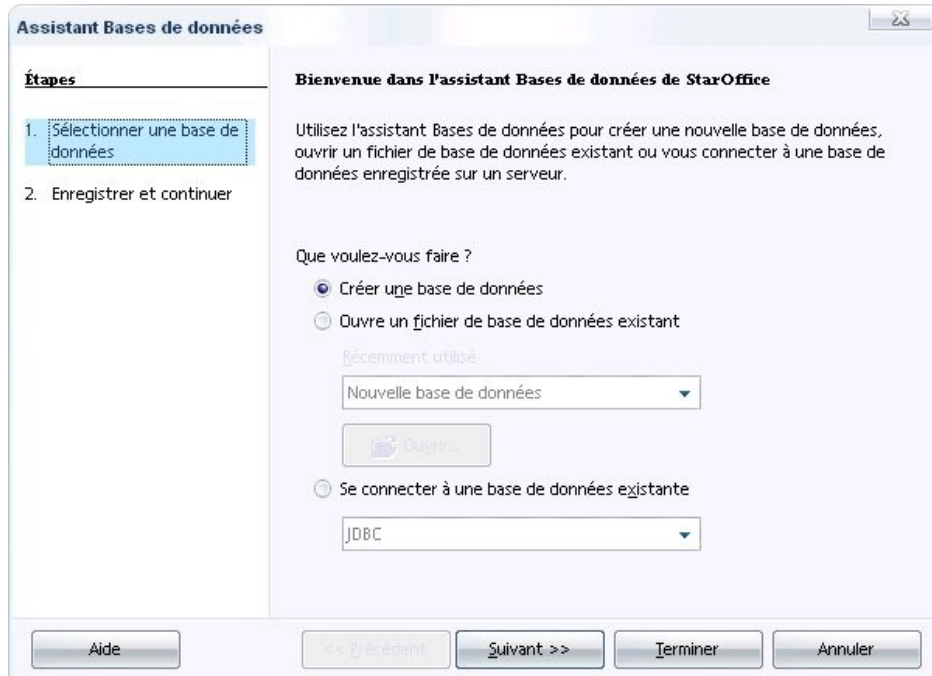 Assistant Bases de données
Étapes
1. Sélectionner une base de
données
2. Enregistrer et continuer
Bienvenue dans l'assistant Bases de données de StarOffice
Utilisez l'assistant Bases de données pour créer une nouvelle base de données,
ouvrir un fichier de base de données existant ou vous connecter à une base de
données enregistrée sur un serveur.
Que voulez-vous faire ?
Créer une base de données
Ouvre un fichier de base de données existant
Récemment utilisé
Nouvelle base de données
Ouvrir...
Se connecter à une base de données existante
JDBC
Aide
<< Précédent
Suivant >>
Terminer
Annuler